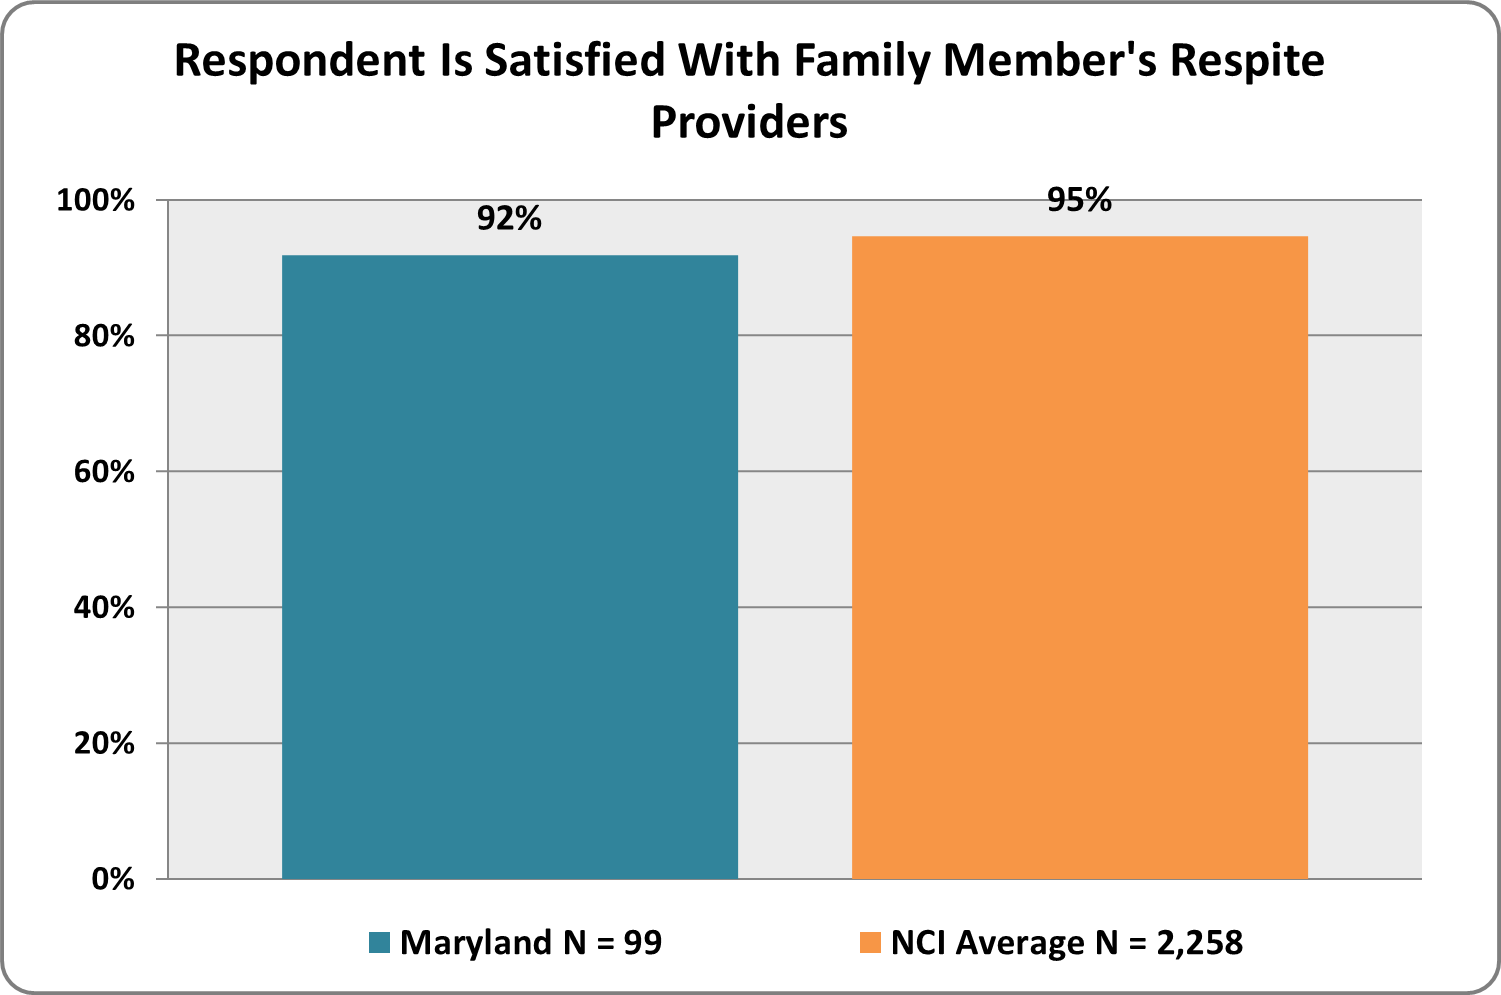 Respondent Is Satisfied With Family Member's Respite
Providers
100%
80%
60%
40%
20%
0%
92%
95%
Maryland N = 99
NCI Average N = 2,258